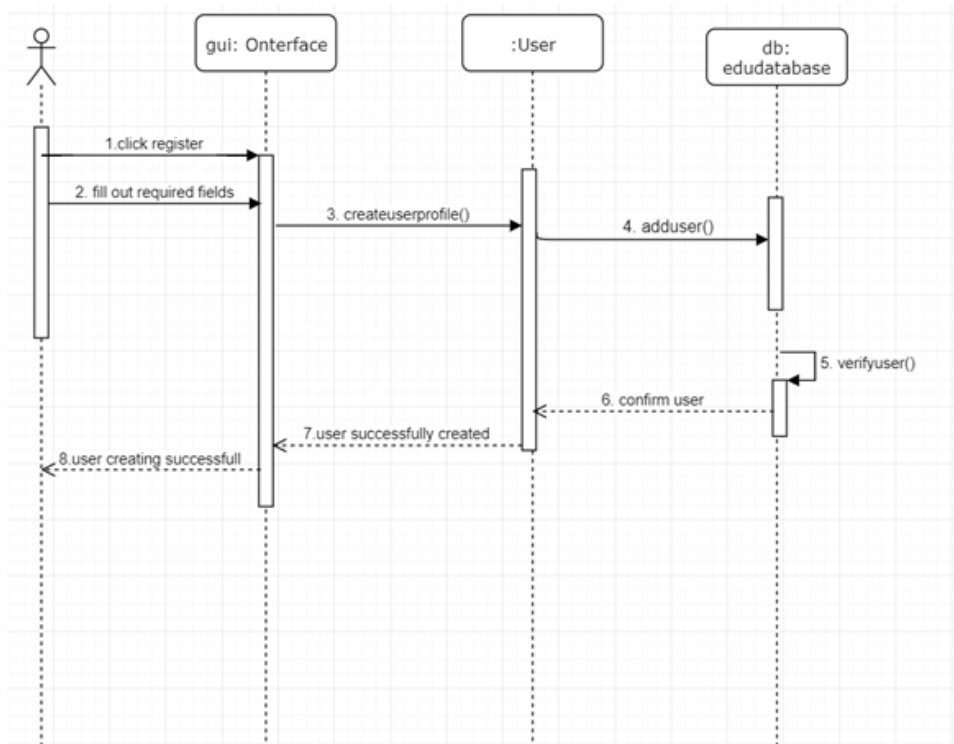 gui: Onterface
:User
db:
edudatabase
1.click register
2. fill out required fields
3. createuserprofile()
4. adduser()
5. verifyuser()
6. confirm user
7.user successfully created
8.user creating successfull